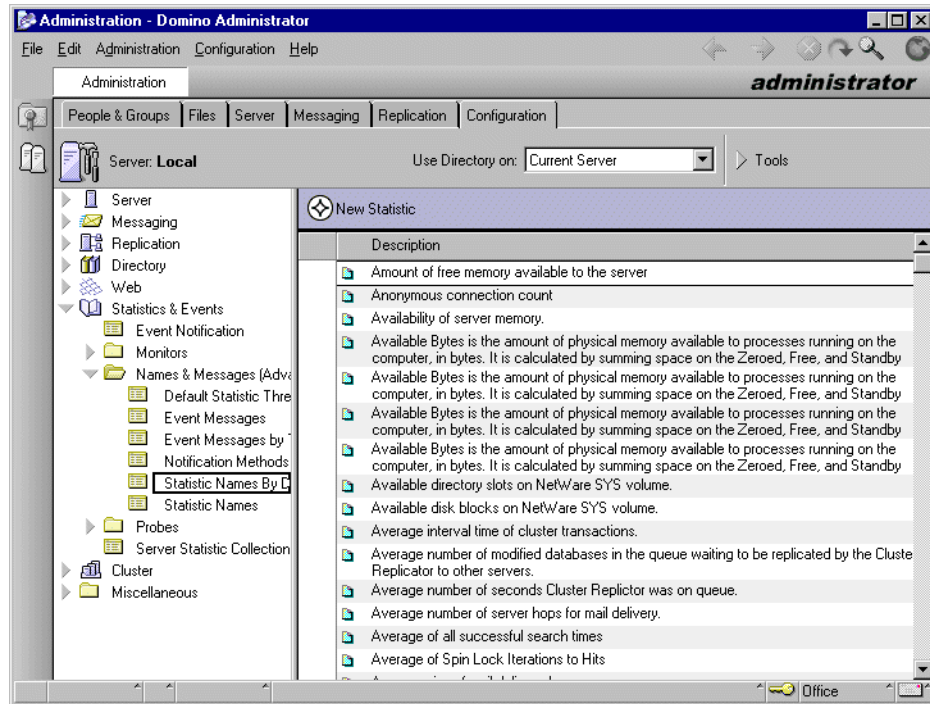 Administration - Domino Administrator
File Edit Administration Configuration Help
Administration
administrator
People & Groups Files Server Messaging Replication Configuration
Server: Local
Use Directory on: Current Server
Tools
Server
Messaging
Replication
Directory
Web
Statistics & Events
Event Notification
Monitors
Names & Messages (Adva
Default Statistic Thre
Event Messages
Event Messages by T
Notification Methods
Statistic Names By D
Statistic Names
Probes
Server Statistic Collection
Cluster
Miscellaneous
New Statistic
Description
Amount of free memory available to the server
Anonymous connection count
Availability of server memory.
Available Bytes is the amount of physical memory available to processes running on the
computer, in bytes. It is calculated by summing space on the Zeroed, Free, and Standby
Available Bytes is the amount of physical memory available to processes running on the
computer, in bytes. It is calculated by summing space on the Zeroed, Free, and Standby
Available Bytes is the amount of physical memory available to processes running on the
computer, in bytes. It is calculated by summing space on the Zeroed, Free, and Standby
Available Bytes is the amount of physical memory available to processes running on the
computer, in bytes. It is calculated by summing space on the Zeroed, Free, and Standby
Available directory slots on NetWare SYS volume.
Available disk blocks on NetWare SYS volume.
Average interval time of cluster transactions.
Average number of modified databases in the queue waiting to be replicated by the Cluste
Replicator to other servers.
Average number of seconds Cluster Replictor was on queue.
Average number of server hops for mail delivery.
Average of all successful search times
Average of Spin Lock Iterations to Hits
Office